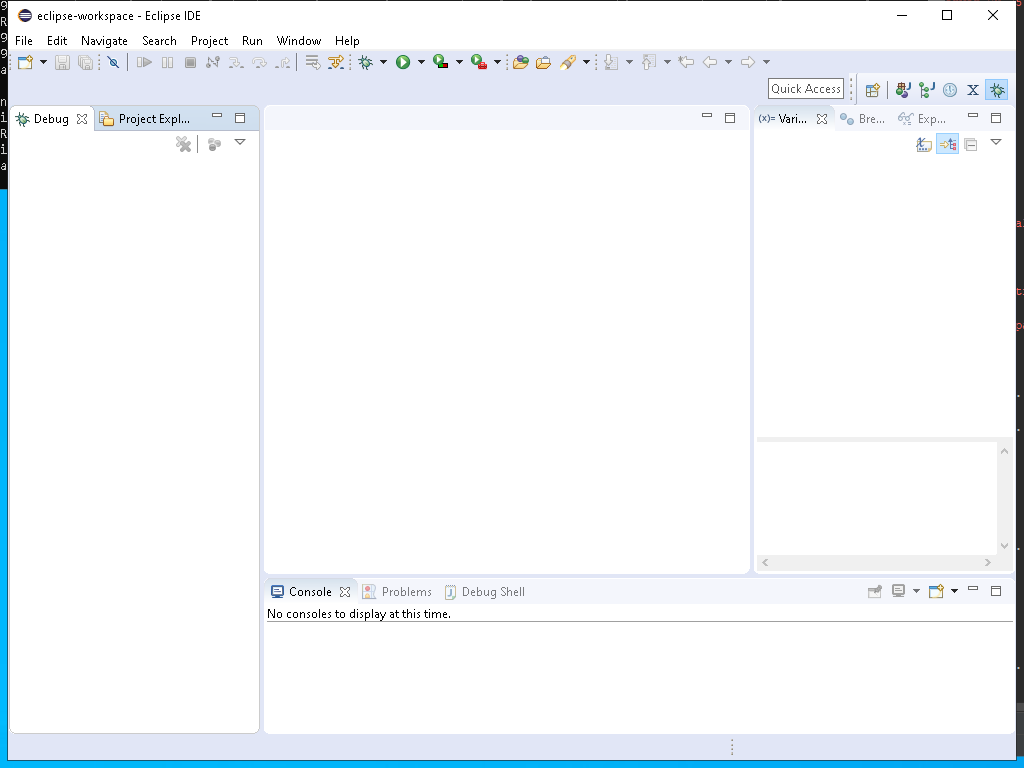 eclipse-workspace - Eclipse IDE
File Edit Navigate Search Project Run Window Help
Quick Access
Debug
Project Expl...
(x)= Vari...
Bre...
Exp...
Console
Problems
Debug Shell
No consoles to display at this time.